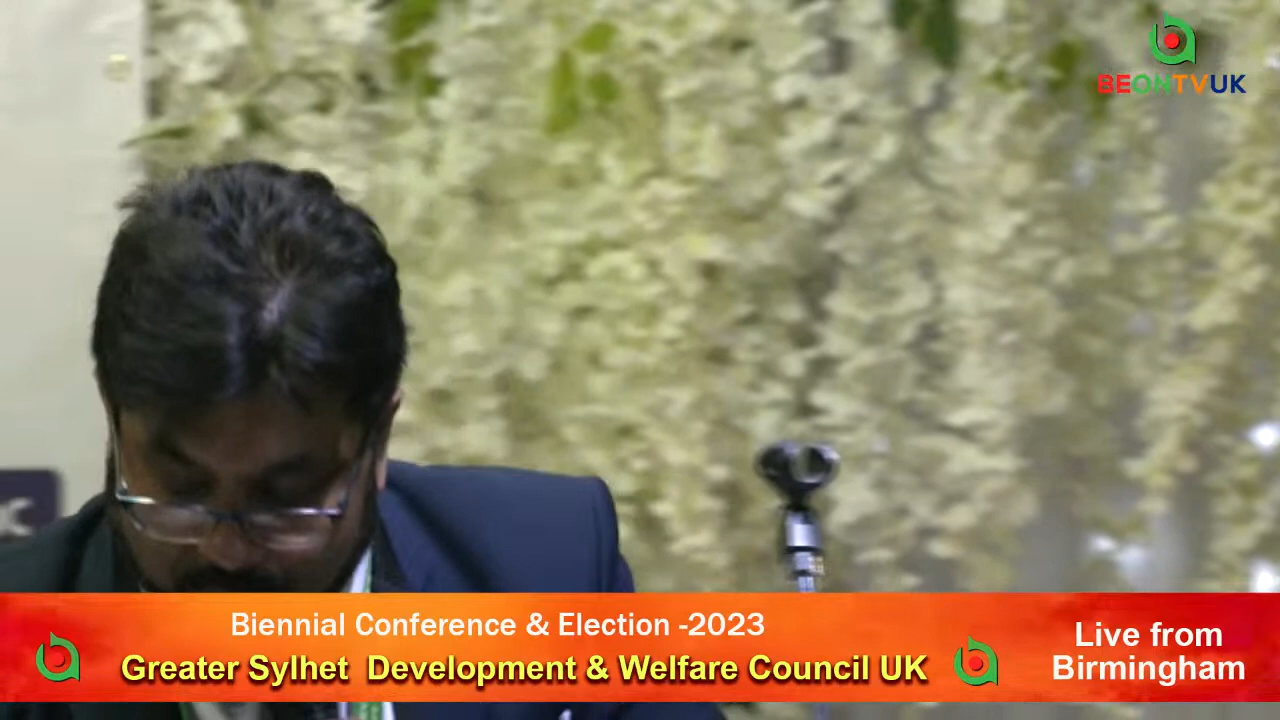 BEONTVUK
Biennial Conference & Election -2023
Greater Sylhet Development & Welfare Council UK
Live from
Birmingham